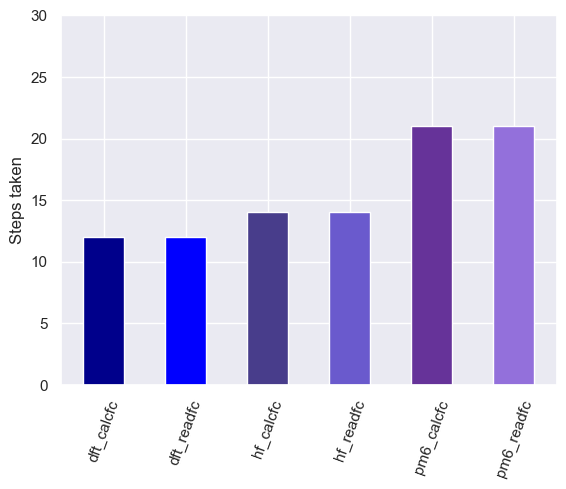 30
25
20
15
10
5
0
Steps taken
dft_calcfc
dft_readfc
hf_calcfc
hf_readfc
pm6_calcfc
pm6_readfc